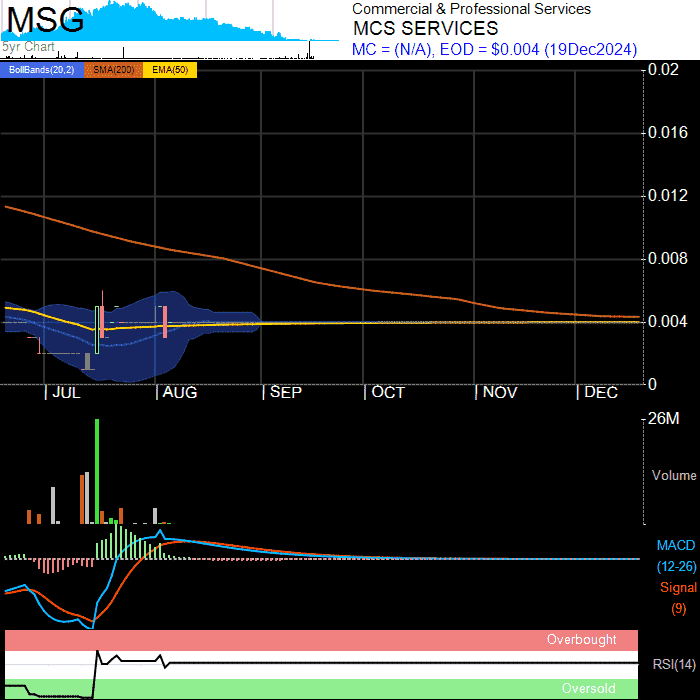 MSG
Commercial & Professional Services
MCS SERVICES
5yr Chart
MC = (N/A), EOD = $0.004 (19Dec2024)
BollBands(20,2) SMA(200) EMA(50)
0.02
0.016
0.012
0.008
0.004
0
JUL AUG SEP OCT NOV DEC
26M
Volume
MACD
(12-26)
Signal
(9)
Overbought
RSI(14)
Oversold